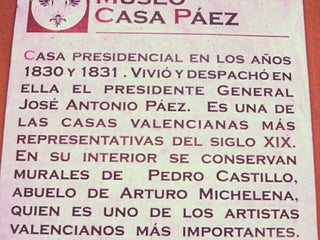 MUSEO
CASA PÁEZ
CASA PRESIDENCIAL EN LOS AÑOS
1830 Y 1831 . VIVIÓ Y DESPACHÓ EN
ELLA EL PRESIDENTE GENERAL
JOSÉ ANTONIO PÁEZ. ES UNA DE
LAS CASAS VALENCIANAS MÁS
REPRESENTATIVAS DEL SIGLO XIX.
EN SU INTERIOR SE CONSERVAN
MURALES DE PEDRO CASTILLO,
ABUELO DE ARTURO MICHELENA,
QUIEN ES UNO DE LOS ARTISTAS
VALENCIANOS MÁS IMPORTANTES.